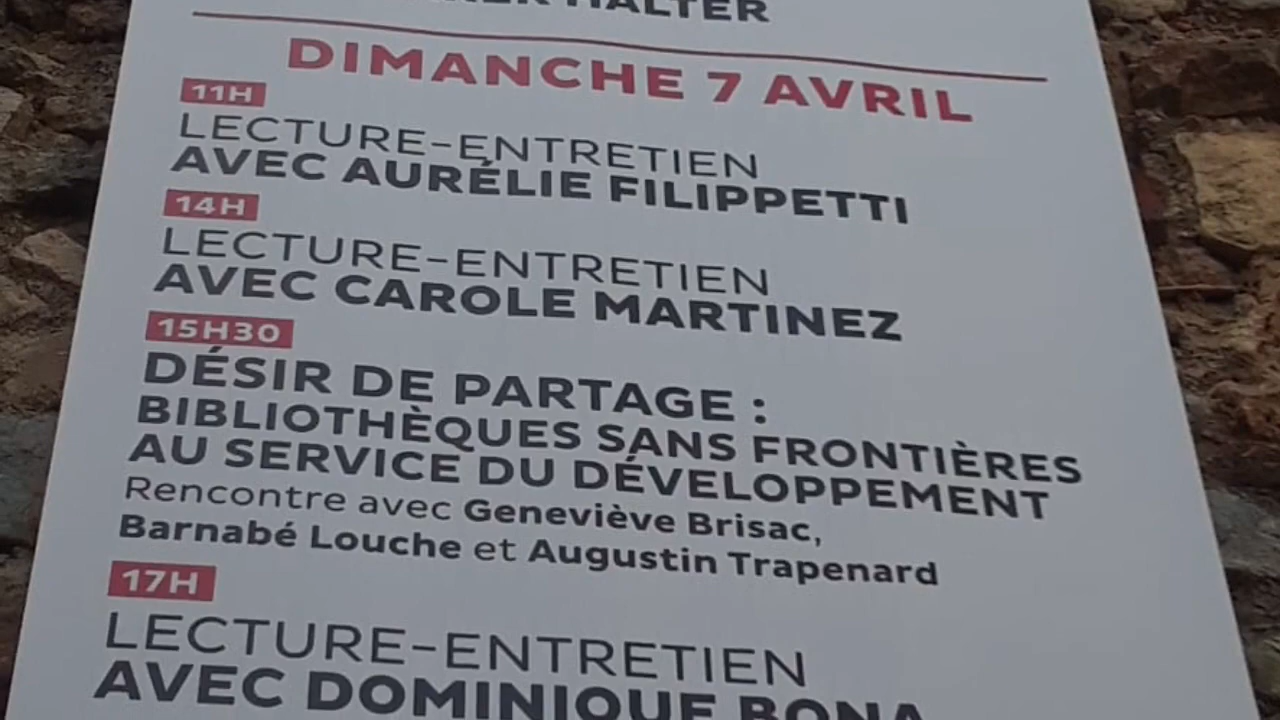 HALTER
DIMANCHE 7 AVRIL
11H
LECTURE-ENTRETIEN
AVEC AURÉLIE FILIPPETTI
14H
LECTURE-ENTRETIEN
AVEC CAROLE MARTINEZ
15H30
DÉSIR DE PARTAGE :
BIBLIOTHÈQUES SANS FRONTIÈRES
AU SERVICE DU DÉVELOPPEMENT
Rencontre avec Geneviève Brisac,
Barnabé Louche et Augustin Trapenard
17H
LECTURE-ENTRETIEN
AVEC DOMINIQUE BONA